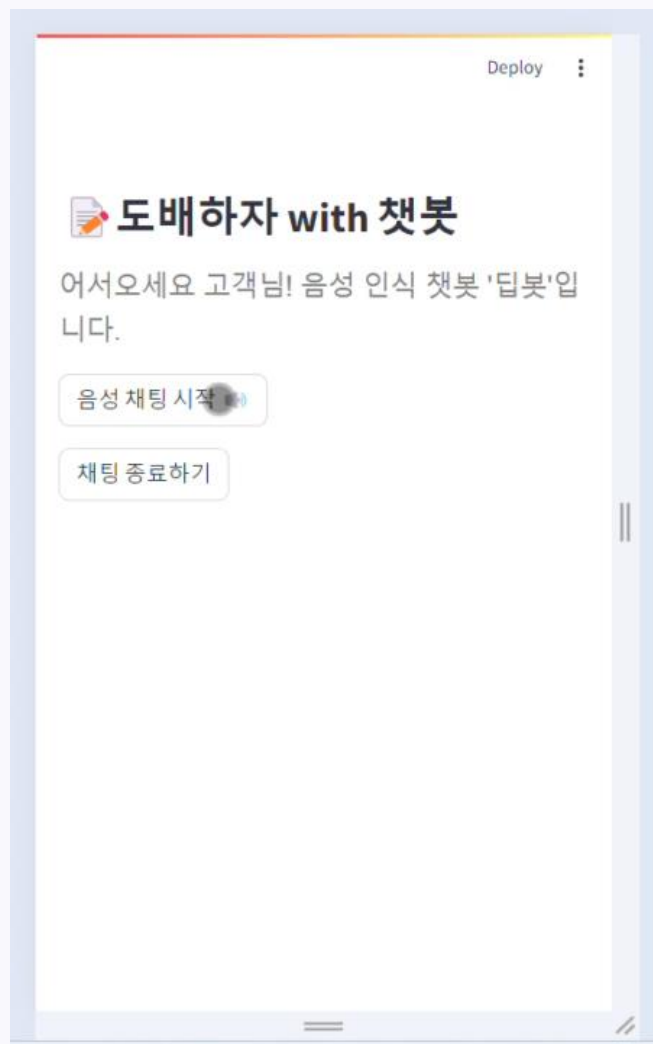 Deploy
📝 도배하자 with 챗봇
어서오세요 고객님! 음성 인식 챗봇 '딥봇'입
니다.
음성 채팅 시작 🔊
채팅 종료하기